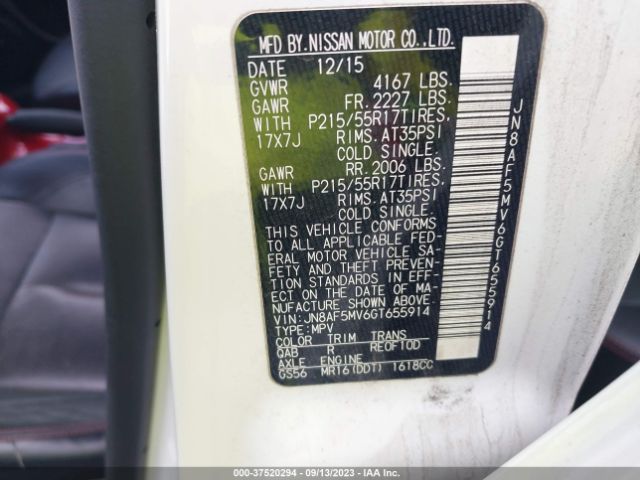 MFD BY.NISSAN MOTOR CO.,LTD.
DATE 12/15
GVWR 4167 LBS.
GAWR FR.2227 LBS.
WITH P215/55R17TIRES,
17X7J RIMS.AT35PSI
COLD SINGLE.
GAWR RR.2006 LBS.
WITH P215/55R17TIRES,
17X7J RIMS.AT35PSI
COLD SINGLE.
THIS VEHICLE CONFORMS
TO ALL APPLICABLE FED-
ERAL MOTOR VEHICLE SA-
FETY AND THEFT PREVEN-
TION STANDARDS IN EFF-
ECT ON THE DATE OF MA-
NUFACTURE SHOWN ABOVE.
VIN:JN8AF5MV6GT655914
TYPE:MPV
COLOR TRIM TRANS
QAB R RE0F10D
AXLE ENGINE
GS56 MR16(DDT) 1618CC
JN8AF5MV6GT655914
000-37520294 - 09/13/2023 - IAA Inc.